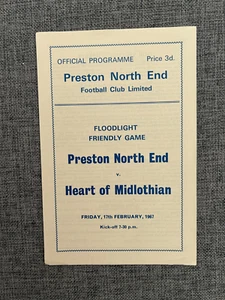 OFFICIAL PROGRAMME Price 3d.
Preston North End
Football Club Limited
FLOODLIGHT
FRIENDLY GAME
Preston North End
v.
Heart of Midlothian
FRIDAY, 17th FEBRUARY, 1967
Kick-off 7-30 p.m.